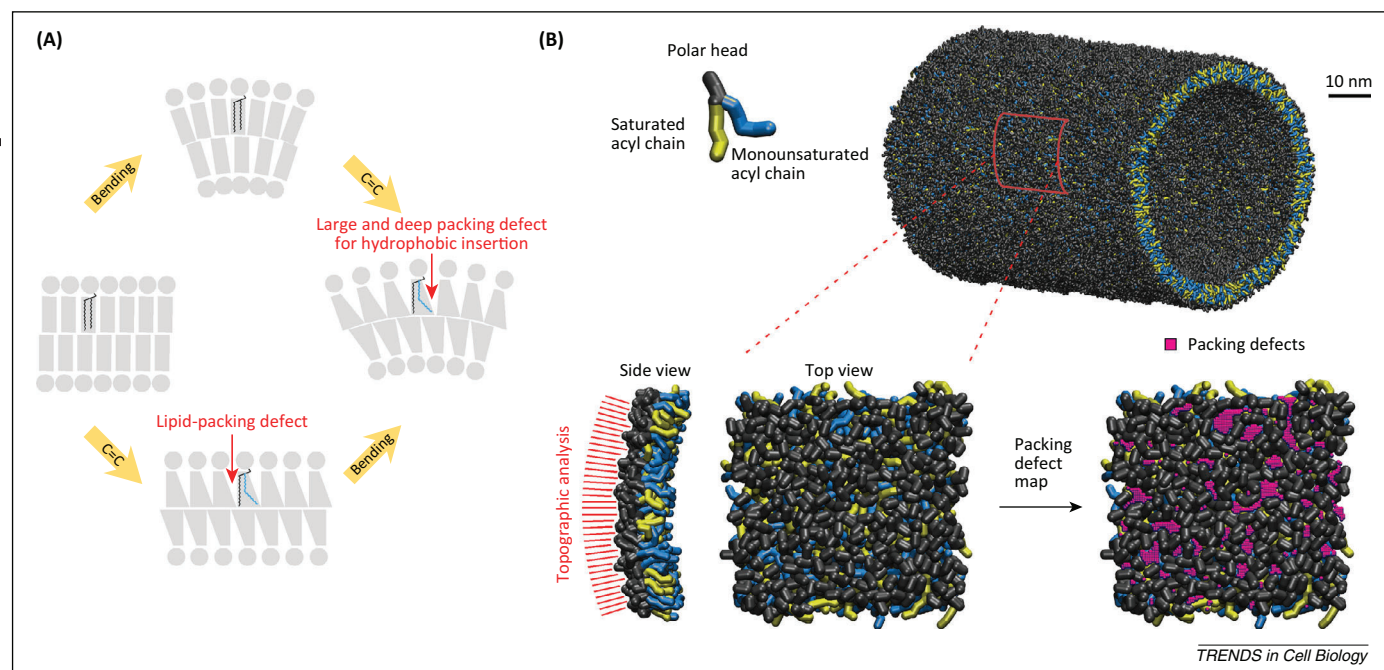 (A)
Bending
C=C
Large and deep packing defect
for hydrophobic insertion
Lipid-packing defect
C=C
Bending
(B)
Polar head
Saturated
acyl chain
Monounsaturated
acyl chain
10 nm
Packing defects
Side view
Top view
Topographic analysis
Packing
defect
map
TRENDS in Cell Biology